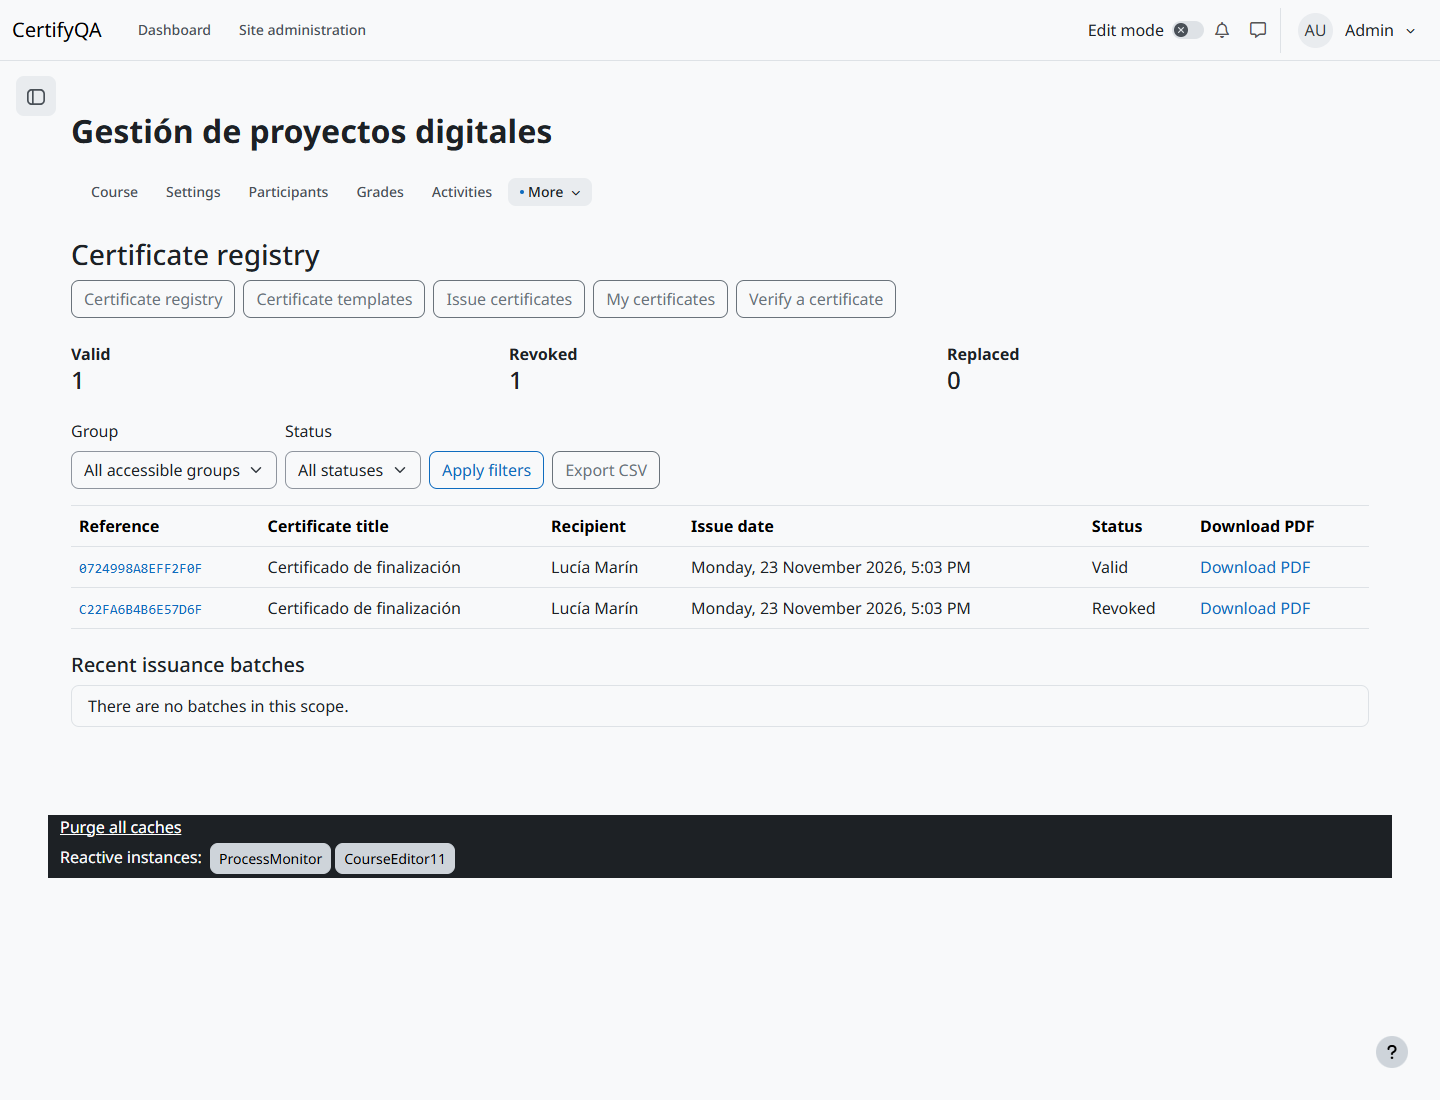 CertifyQA Dashboard Site administration Edit mode AU Admin
Gestión de proyectos digitales
Course Settings Participants Grades Activities • More
Certificate registry
Certificate registry Certificate templates Issue certificates My certificates Verify a certificate
Valid Revoked Replaced
1 1 0
Group Status
All accessible groups All statuses Apply filters Export CSV
Reference Certificate title Recipient Issue date Status Download PDF
0724998A8EFF2F0F Certificado de finalización Lucía Marín Monday, 23 November 2026, 5:03 PM Valid Download PDF
C22FA6B4B6E57D6F Certificado de finalización Lucía Marín Monday, 23 November 2026, 5:03 PM Revoked Download PDF
Recent issuance batches
There are no batches in this scope.
Purge all caches
Reactive instances: ProcessMonitor CourseEditor11
?